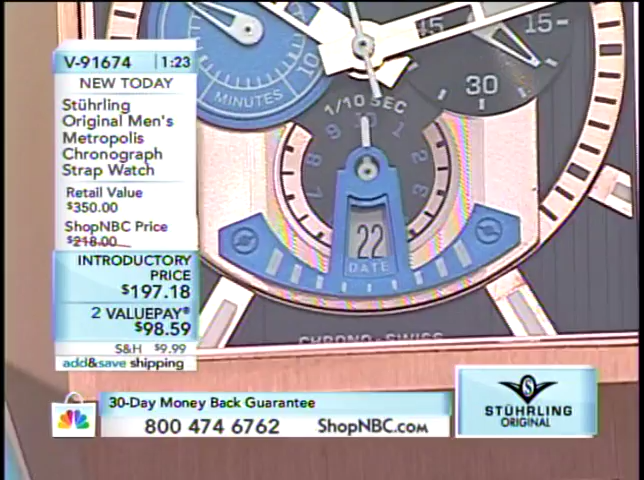 V-91674 1:23
NEW TODAY
Stührling
Original Men's
Metropolis
Chronograph
Strap Watch
Retail Value
$350.00
ShopNBC Price
$218.00
INTRODUCTORY
PRICE
$197.18
2 VALUEPAY®
$98.59
S&H $9.99
add&save shipping
10
MINUTES
45 15
30
1/10 SEC
9 10 1
8 2
7 3
22
DATE
CHRONO-SWISS
30-Day Money Back Guarantee
800 474 6762 ShopNBC.com
S
STÜHRLING
ORIGINAL